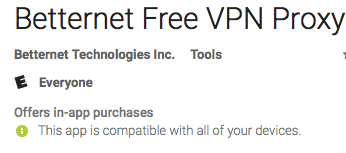 Betternet Free VPN Proxy
Betternet Technologies Inc. Tools
E Everyone
Offers in-app purchases
This app is compatible with all of your devices.